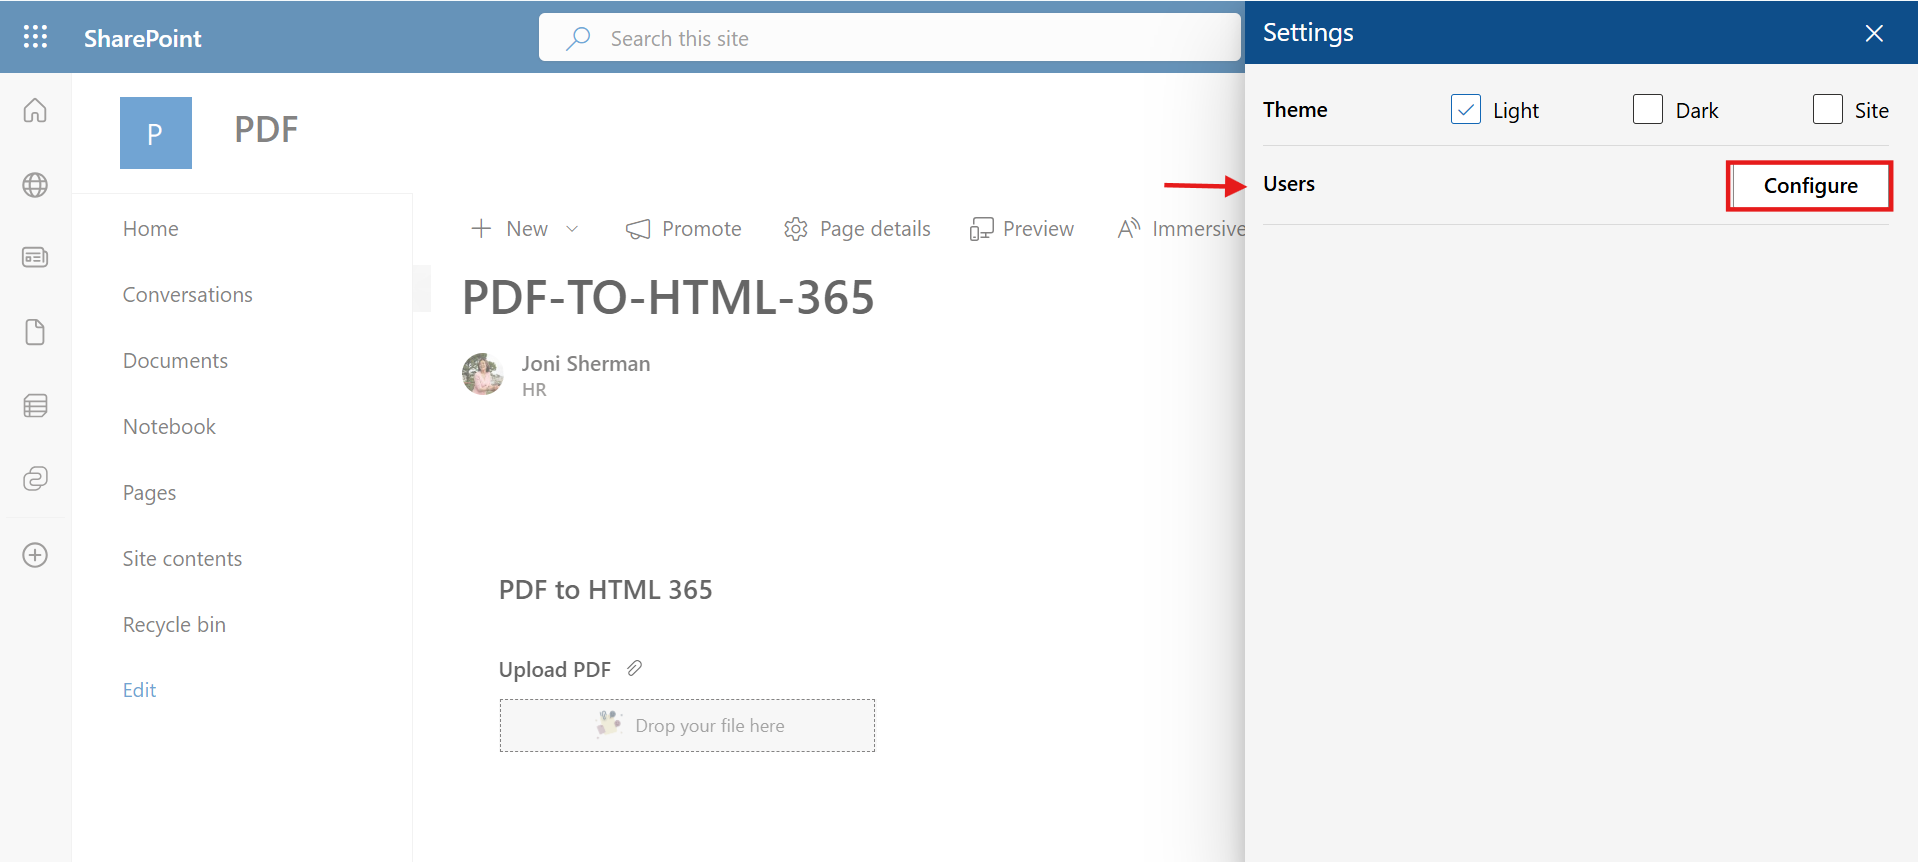 SharePoint
Search this site
Settings
P
PDF
Theme
Light
Dark
Site
Users
Configure
Home
Conversations
Documents
Notebook
Pages
Site contents
Recycle bin
Edit
New
Promote
Page details
Preview
Immersive
PDF-TO-HTML-365
Joni Sherman
HR
PDF to HTML 365
Upload PDF
Drop your file here